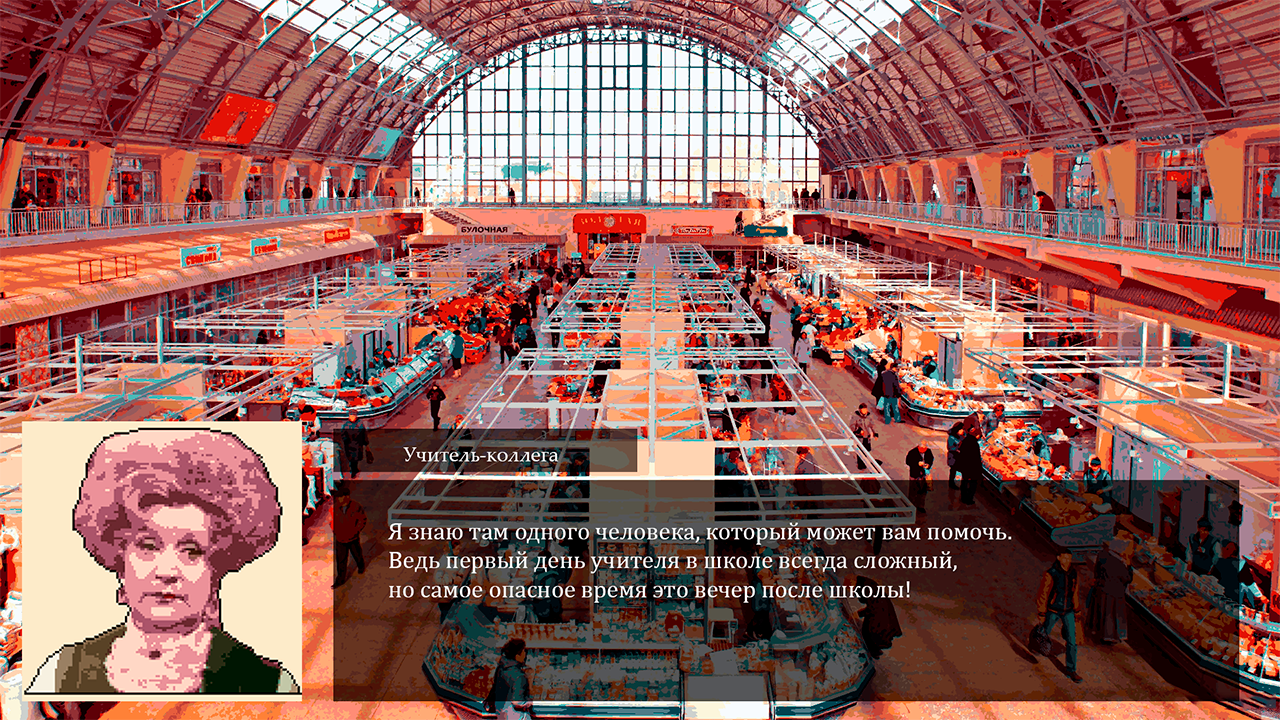 БУЛОЧНАЯ
Учитель-коллега
Я знаю там одного человека, который может вам помочь.
Ведь первый день учителя в школе всегда сложный,
но самое опасное время это вечер после школы!